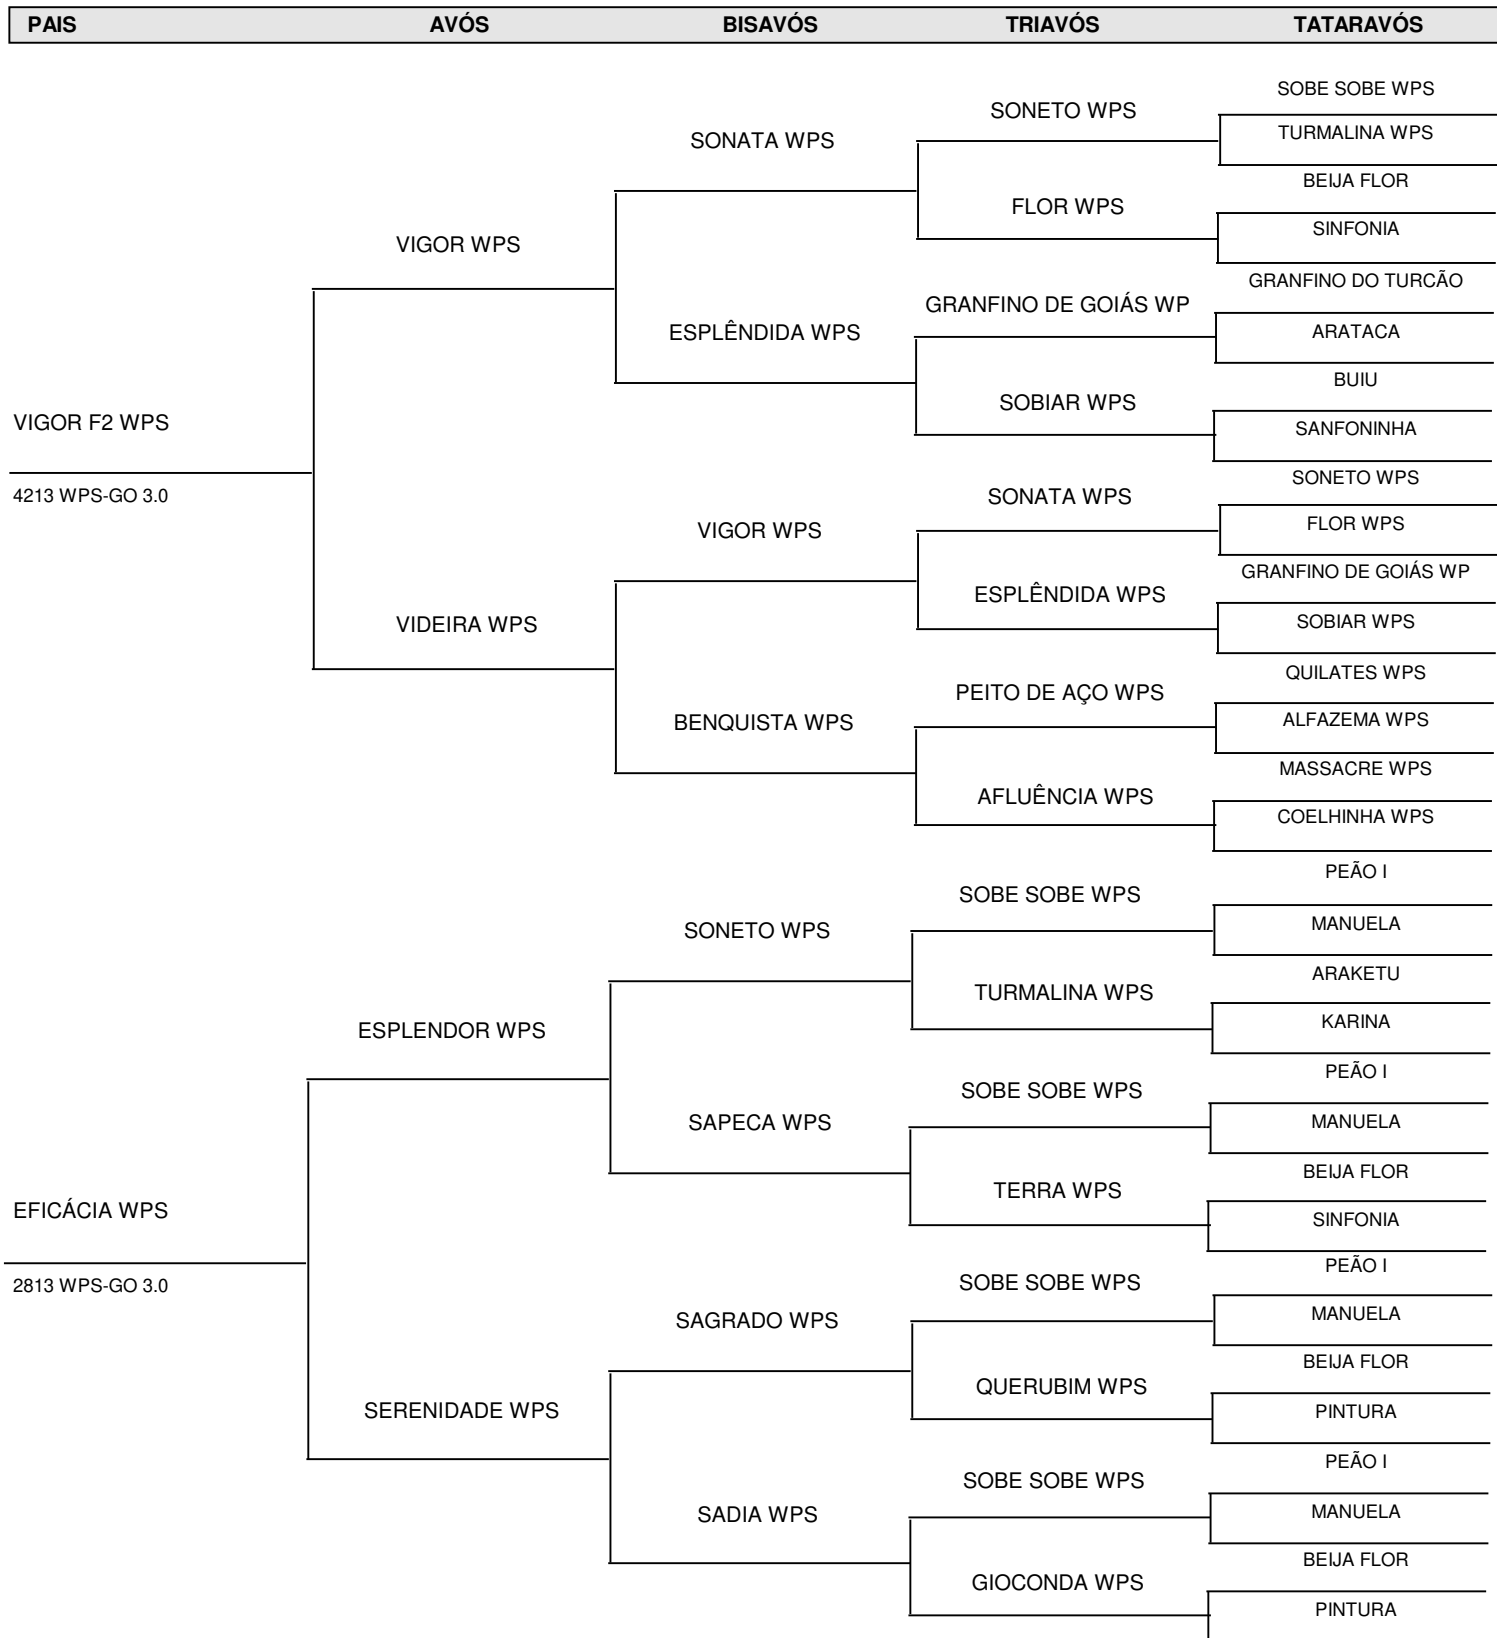 PAIS AVÓS BISAVÓS TRIAVÓS TATARAVÓS
SOBE SOBE WPS
SONETO WPS
TURMALINA WPS
SONATA WPS
BEIJA FLOR
FLOR WPS
SINFONIA
VIGOR WPS
GRANFINO DO TURCÃO
GRANFINO DE GOIÁS WP
ESPLÊNDIDA WPS
ARATACA
BUIU
SOBIAR WPS
VIGOR F2 WPS
SANFONINHA
SONETO WPS
4213 WPS-GO 3.0
SONATA WPS
FLOR WPS
VIGOR WPS
GRANFINO DE GOIÁS WP
ESPLÊNDIDA WPS
SOBIAR WPS
VIDEIRA WPS
QUILATES WPS
PEITO DE AÇO WPS
ALFAZEMA WPS
BENQUISTA WPS
MASSACRE WPS
AFLUÊNCIA WPS
COELHINHA WPS
PEÃO I
SOBE SOBE WPS
MANUELA
SONETO WPS
ARAKETU
TURMALINA WPS
KARINA
ESPLENDOR WPS
PEÃO I
SOBE SOBE WPS
MANUELA
SAPECA WPS
BEIJA FLOR
TERRA WPS
EFICÁCIA WPS
SINFONIA
PEÃO I
2813 WPS-GO 3.0
SOBE SOBE WPS
MANUELA
SAGRADO WPS
BEIJA FLOR
QUERUBIM WPS
SERENIDADE WPS
PINTURA
PEÃO I
SOBE SOBE WPS
MANUELA
SADIA WPS
BEIJA FLOR
GIOCONDA WPS
PINTURA